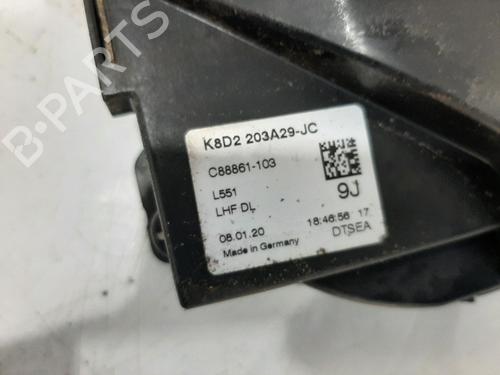 K8D2 203A29-JC
C88861-103
L551
9J
LHF DL
08.01.20
18:46:56 17
Made in Germany
DTSEA
B-PARTS